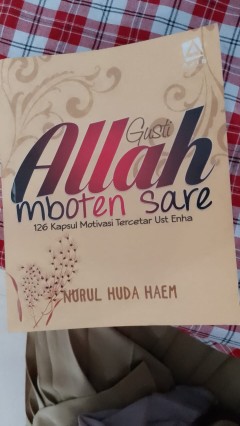 Gusti
Allah
mboten sare
126 Kapsul Motivasi Tercetar Ust Enha
NURUL HUDA HAEM